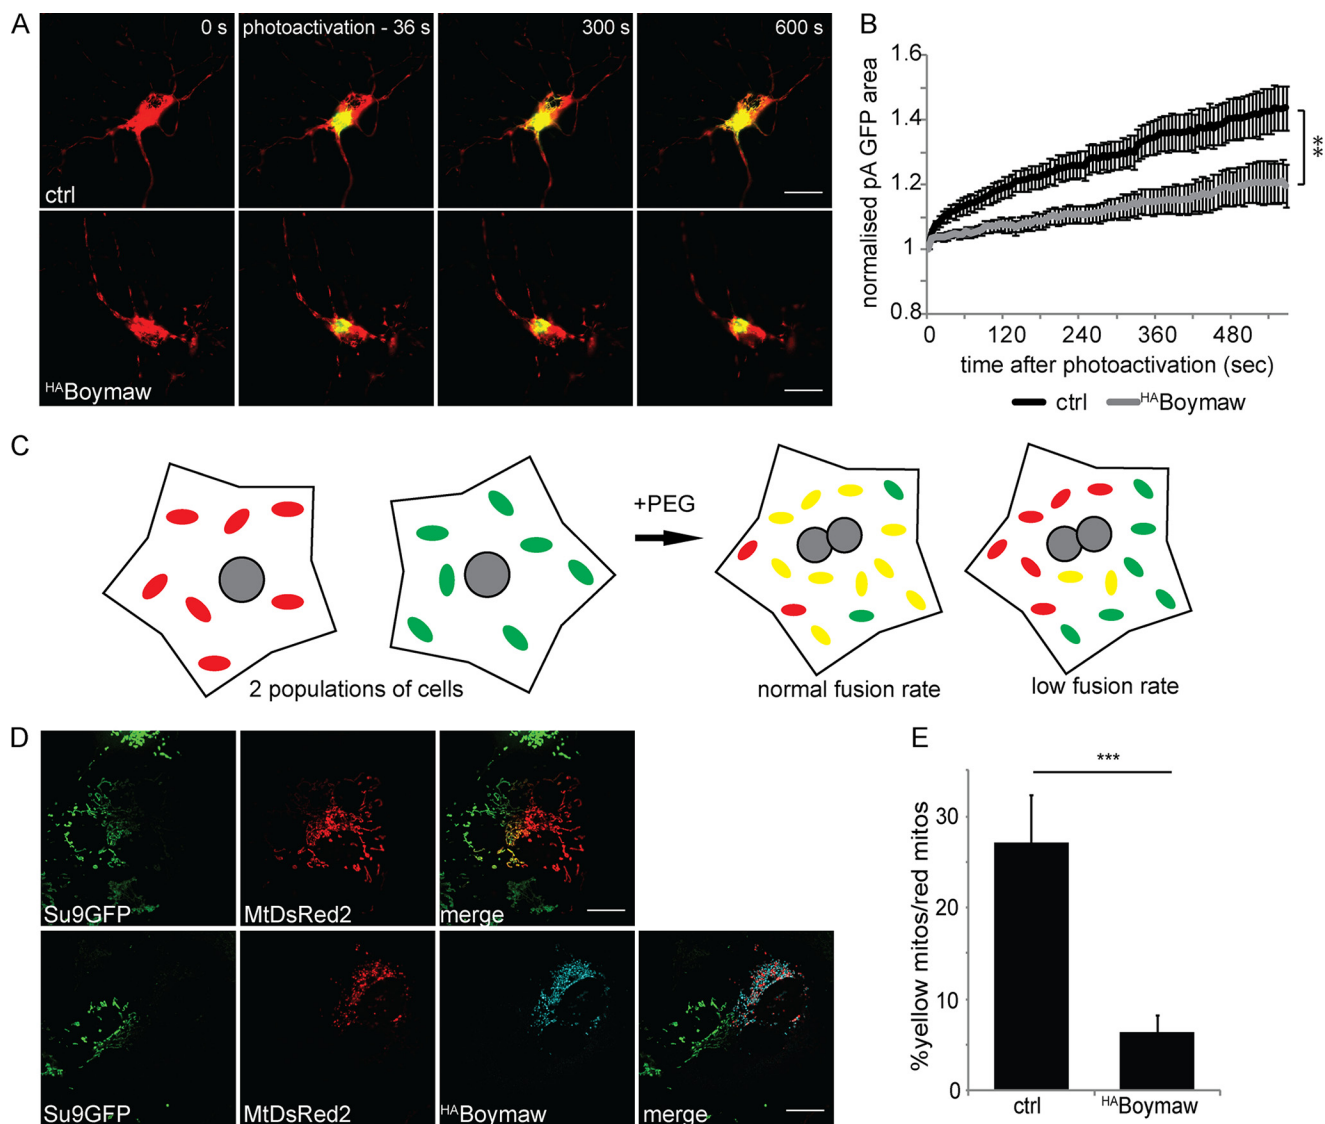 A
0 s
photoactivation - 36 s
300 s
600 s
ctrl
HABoymaw
B
normalised pA GFP area
1.6
1.4
1.2
1
0.8
0
120
240
360
480
time after photoactivation (sec)
**
ctrl
HABoymaw
C
+PEG
2 populations of cells
normal fusion rate
low fusion rate
D
Su9GFP
MtDsRed2
merge
Su9GFP
MtDsRed2
HABoymaw
merge
E
%yellow mitos/red mitos
30
20
10
0
***
ctrl
HABoymaw